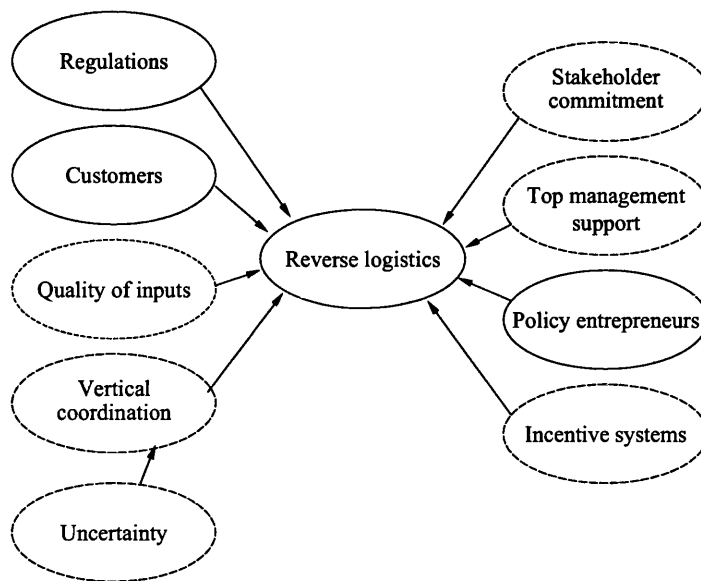 Regulations
Customers
Quality of inputs
Vertical
coordination
Uncertainty
Reverse logistics
Stakeholder
commitment
Top management
support
Policy entrepreneurs
Incentive systems